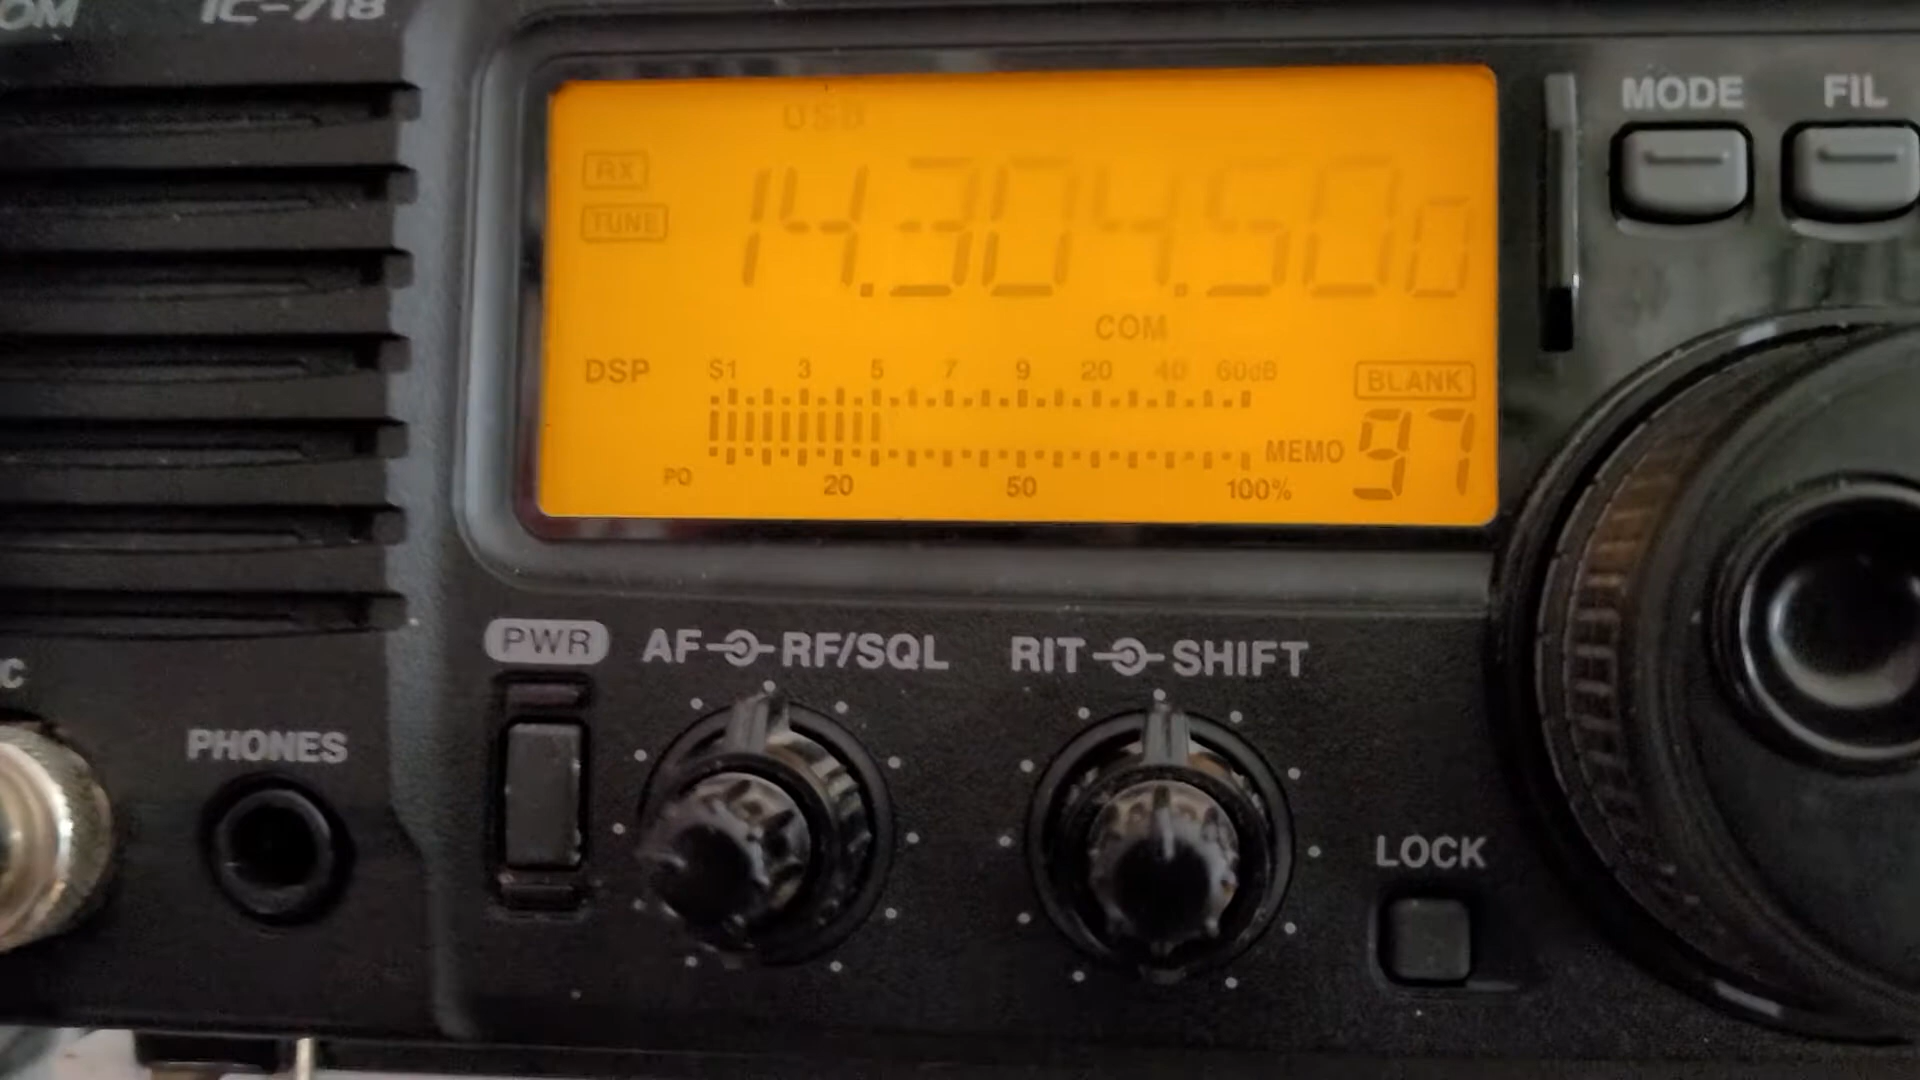 OM IC-718
USB
RX
TUNE
14.304.500
COM
DSP S1 3 5 7 9 20 40 60dB
BLANK
MEMO 97
PO 20 50 100%
MODE FIL
PWR AF RF/SQL RIT SHIFT
C
PHONES
LOCK